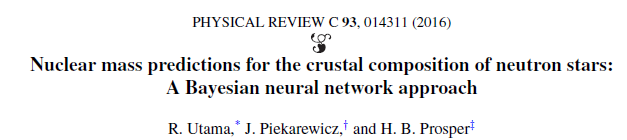 PHYSICAL REVIEW C 93, 014311 (2016)
Nuclear mass predictions for the crustal composition of neutron stars:
A Bayesian neural network approach
R. Utama,* J. Piekarewicz,† and H. B. Prosper‡